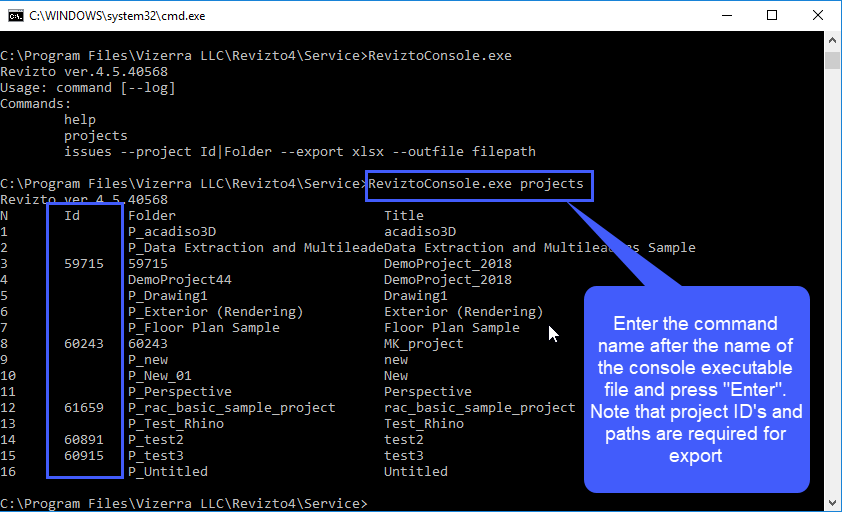 C:\WINDOWS\system32\cmd.exe
C:\Program Files\Vizerra LLC\Revizto4\Service>ReviztoConsole.exe
Revizto ver.4.5.40568
Usage: command [--log]
Commands:
help
projects
issues --project Id|Folder --export xlsx --outfile filepath
C:\Program Files\Vizerra LLC\Revizto4\Service>ReviztoConsole.exe projects
Revizto ver.4.5.40568
N Id Folder Title
1 P_acadiso3D acadiso3D
2 P_Data Extraction and MultileadeData Extraction and Multileaders Sample
3 59715 59715 DemoProject_2018
4 DemoProject44 DemoProject_2018
5 P_Drawing1 Drawing1
6 P_Exterior (Rendering) Exterior (Rendering)
7 P_Floor Plan Sample Floor Plan Sample
8 60243 60243 MK_project
9 P_new new
10 P_New_01 New
11 P_Perspective Perspective
12 61659 P_rac_basic_sample_project rac_basic_sample_project
13 P_Test_Rhino Test_Rhino
14 60891 P_test2 test2
15 60915 P_test3 test3
16 P_Untitled Untitled
C:\Program Files\Vizerra LLC\Revizto4\Service>
Enter the command
name after the name of
the console executable
file and press "Enter".
Note that project ID's and
paths are required for
export